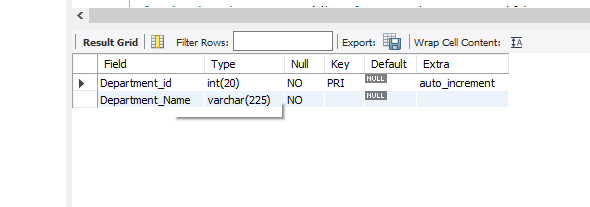 Result Grid Filter Rows: Export: Wrap Cell Content: IA
Field Type Null Key Default Extra
Department_id int(20) NO PRI NULL auto_increment
Department_Name varchar(225) NO NULL